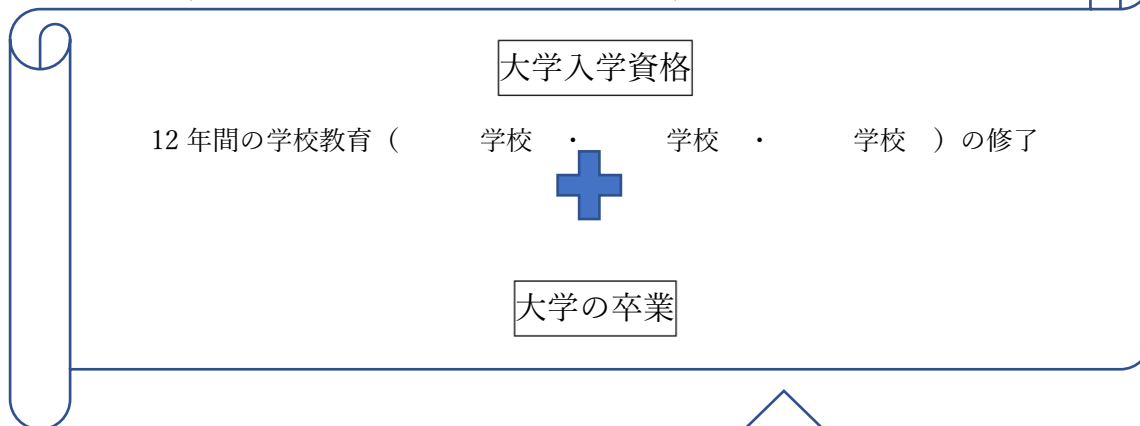 大学入学資格
12 年間の学校教育（　　　学校　・　　　学校　・　　　学校　）の修了
大学の卒業